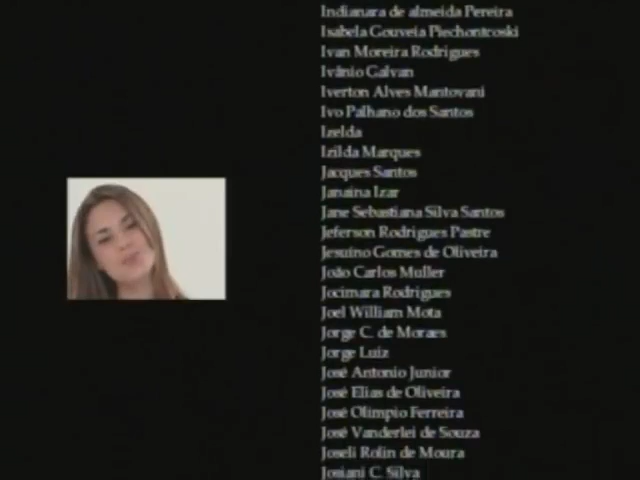 Indianara de almeida Pereira
Isabela Gouveia Piechontcoski
Ivan Moreira Rodrigues
Ivânio Galvan
Iverton Alves Mantovani
Ivo Palhano dos Santos
Izelda
Izilda Marques
Jacques Santos
Janaina Izar
Jane Sebastiana Silva Santos
Jeferson Rodrigues Pastre
Jesuino Gomes de Oliveira
João Carlos Muller
Jocimara Rodrigues
Joel William Mota
Jorge C. de Moraes
Jorge Luiz
José Antonio Junior
José Elias de Oliveira
José Olimpio Ferreira
José Vanderlei de Souza
Joseli Rolin de Moura
Josiani C. Silva